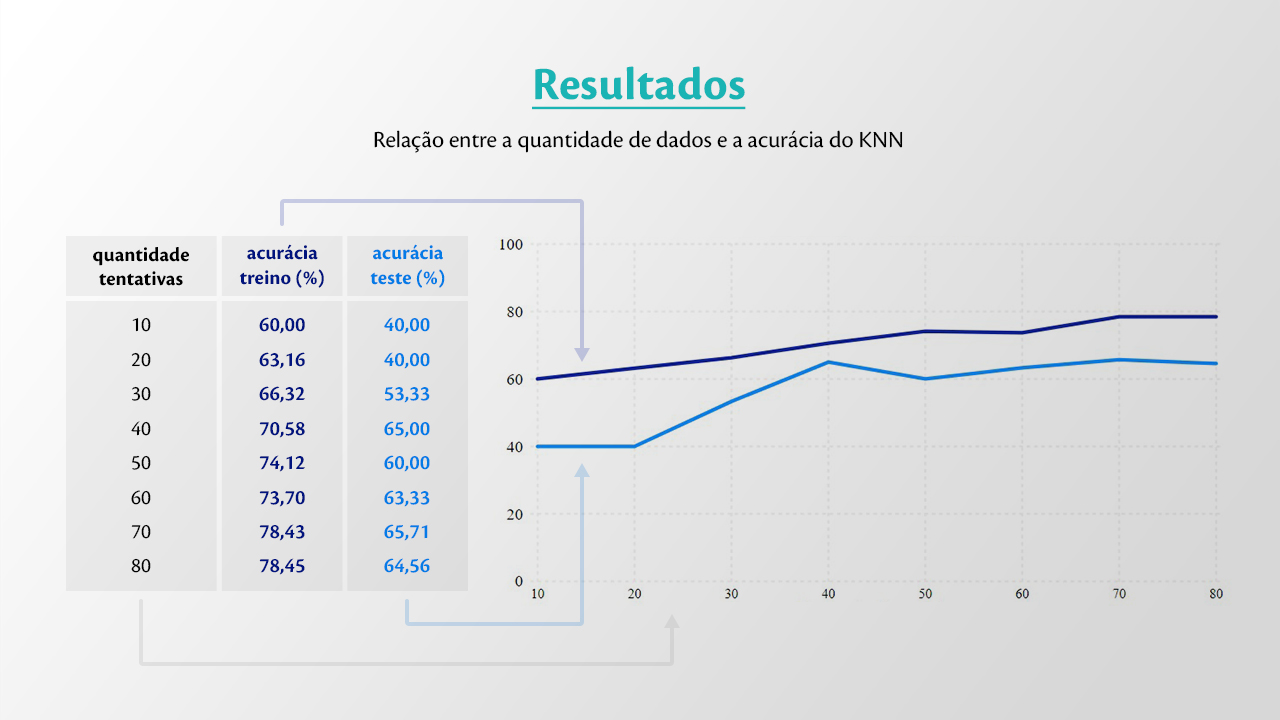 Resultados
Relação entre a quantidade de dados e a acurácia do KNN
quantidade tentativas | acurácia treino (%) | acurácia teste (%)
10 60,00 40,00
20 63,16 40,00
30 66,32 53,33
40 70,58 65,00
50 74,12 60,00
60 73,70 63,33
70 78,43 65,71
80 78,45 64,56
100
80
60
40
20
0
10 20 30 40 50 60 70 80